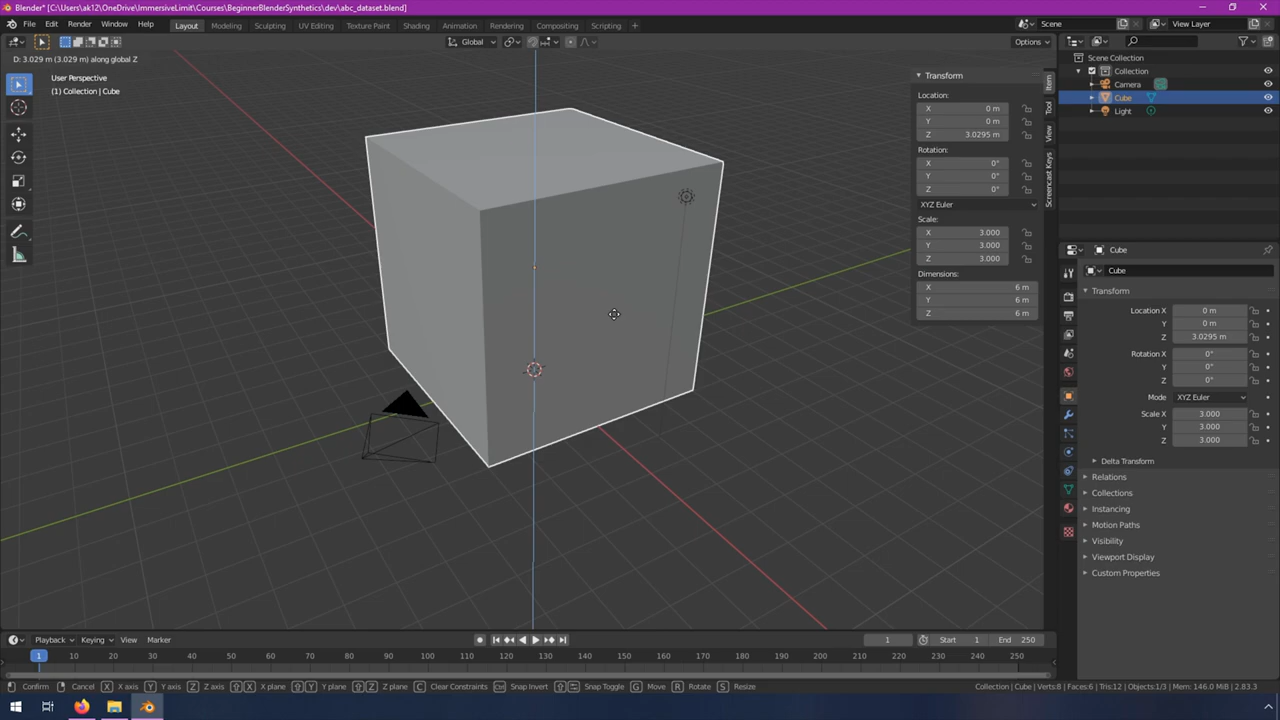 Blender* [C:\Users\ak12\OneDrive\ImmersiveLimit\Courses\BeginnerBlenderSynthetics\dev\abc_dataset.blend]
File Edit Render Window Help Layout Modeling Sculpting UV Editing Texture Paint Shading Animation Rendering Compositing Scripting + Scene View Layer
Global Options
D: 3.029 m (3.029 m) along global Z
User Perspective
(1) Collection | Cube
Transform
Location:
X 0 m
Y 0 m
Z 3.0295 m
Rotation:
X 0°
Y 0°
Z 0°
XYZ Euler
Scale:
X 3.000
Y 3.000
Z 3.000
Dimensions:
X 6 m
Y 6 m
Z 6 m
Item
Tool
View
Screencast Keys
Scene Collection
Collection
Camera
Cube
Light
Cube
Cube
Transform
Location X 0 m
Y 0 m
Z 3.0295 m
Rotation X 0°
Y 0°
Z 0°
Mode XYZ Euler
Scale X 3.000
Y 3.000
Z 3.000
Delta Transform
Relations
Collections
Instancing
Motion Paths
Visibility
Viewport Display
Custom Properties
Playback Keying View Marker 1 Start 1 End 250
1 10 20 30 40 50 60 70 80 90 100 110 120 130 140 150 160 170 180 190 200 210 220 230 240 250
Confirm Cancel X X axis Y Y axis Z Z axis X X plane Y Y plane Z Z plane C Clear Constraints Snap Invert Snap Toggle G Move R Rotate S Resize Collection | Cube | Verts:8 | Faces:6 | Tris:12 | Objects:1/3 | Mem: 146.0 MiB | 2.83.3